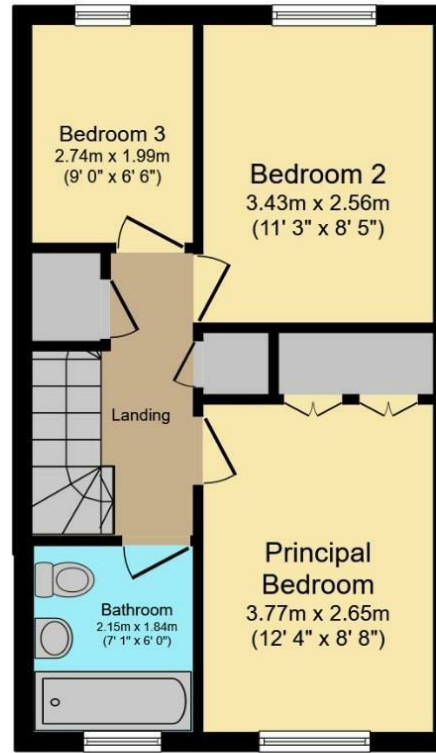 Bedroom 3
2.74m x 1.99m
(9' 0" x 6' 6")
Bedroom 2
3.43m x 2.56m
(11' 3" x 8' 5")
Landing
Principal
Bedroom
3.77m x 2.65m
(12' 4" x 8' 8")
Bathroom
2.15m x 1.84m
(7' 1" x 6' 0")